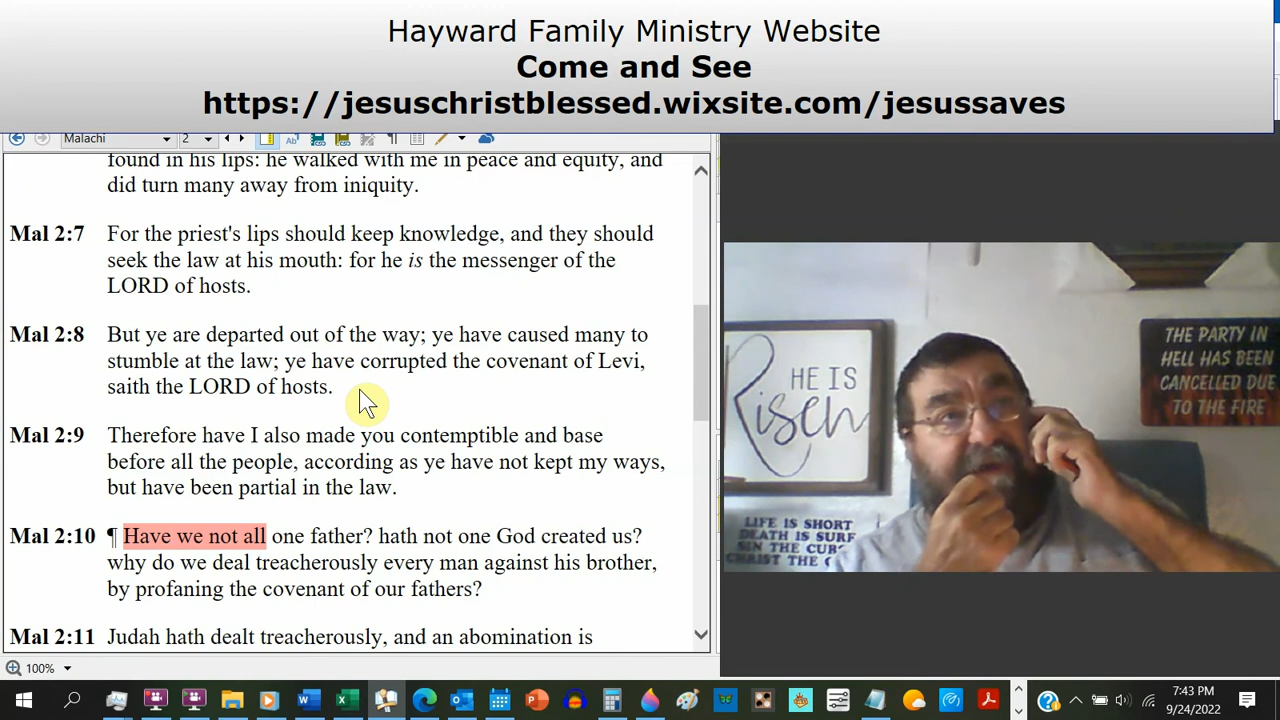 Hayward Family Ministry Website
Come and See
https://jesuschristblessed.wixsite.com/jesussaves
Malachi 2
found in his lips: he walked with me in peace and equity, and
did turn many away from iniquity.
Mal 2:7 For the priest's lips should keep knowledge, and they should
seek the law at his mouth: for he is the messenger of the
LORD of hosts.
Mal 2:8 But ye are departed out of the way; ye have caused many to
stumble at the law; ye have corrupted the covenant of Levi,
saith the LORD of hosts.
Mal 2:9 Therefore have I also made you contemptible and base
before all the people, according as ye have not kept my ways,
but have been partial in the law.
Mal 2:10 ¶ Have we not all one father? hath not one God created us?
why do we deal treacherously every man against his brother,
by profaning the covenant of our fathers?
Mal 2:11 Judah hath dealt treacherously, and an abomination is
100%
HE IS
Risen
THE PARTY IN
HELL HAS BEEN
CANCELLED DUE
TO THE FIRE
LIFE IS SHORT
DEATH IS
SIN THE
CHRIST THE
7:43 PM
9/24/2022